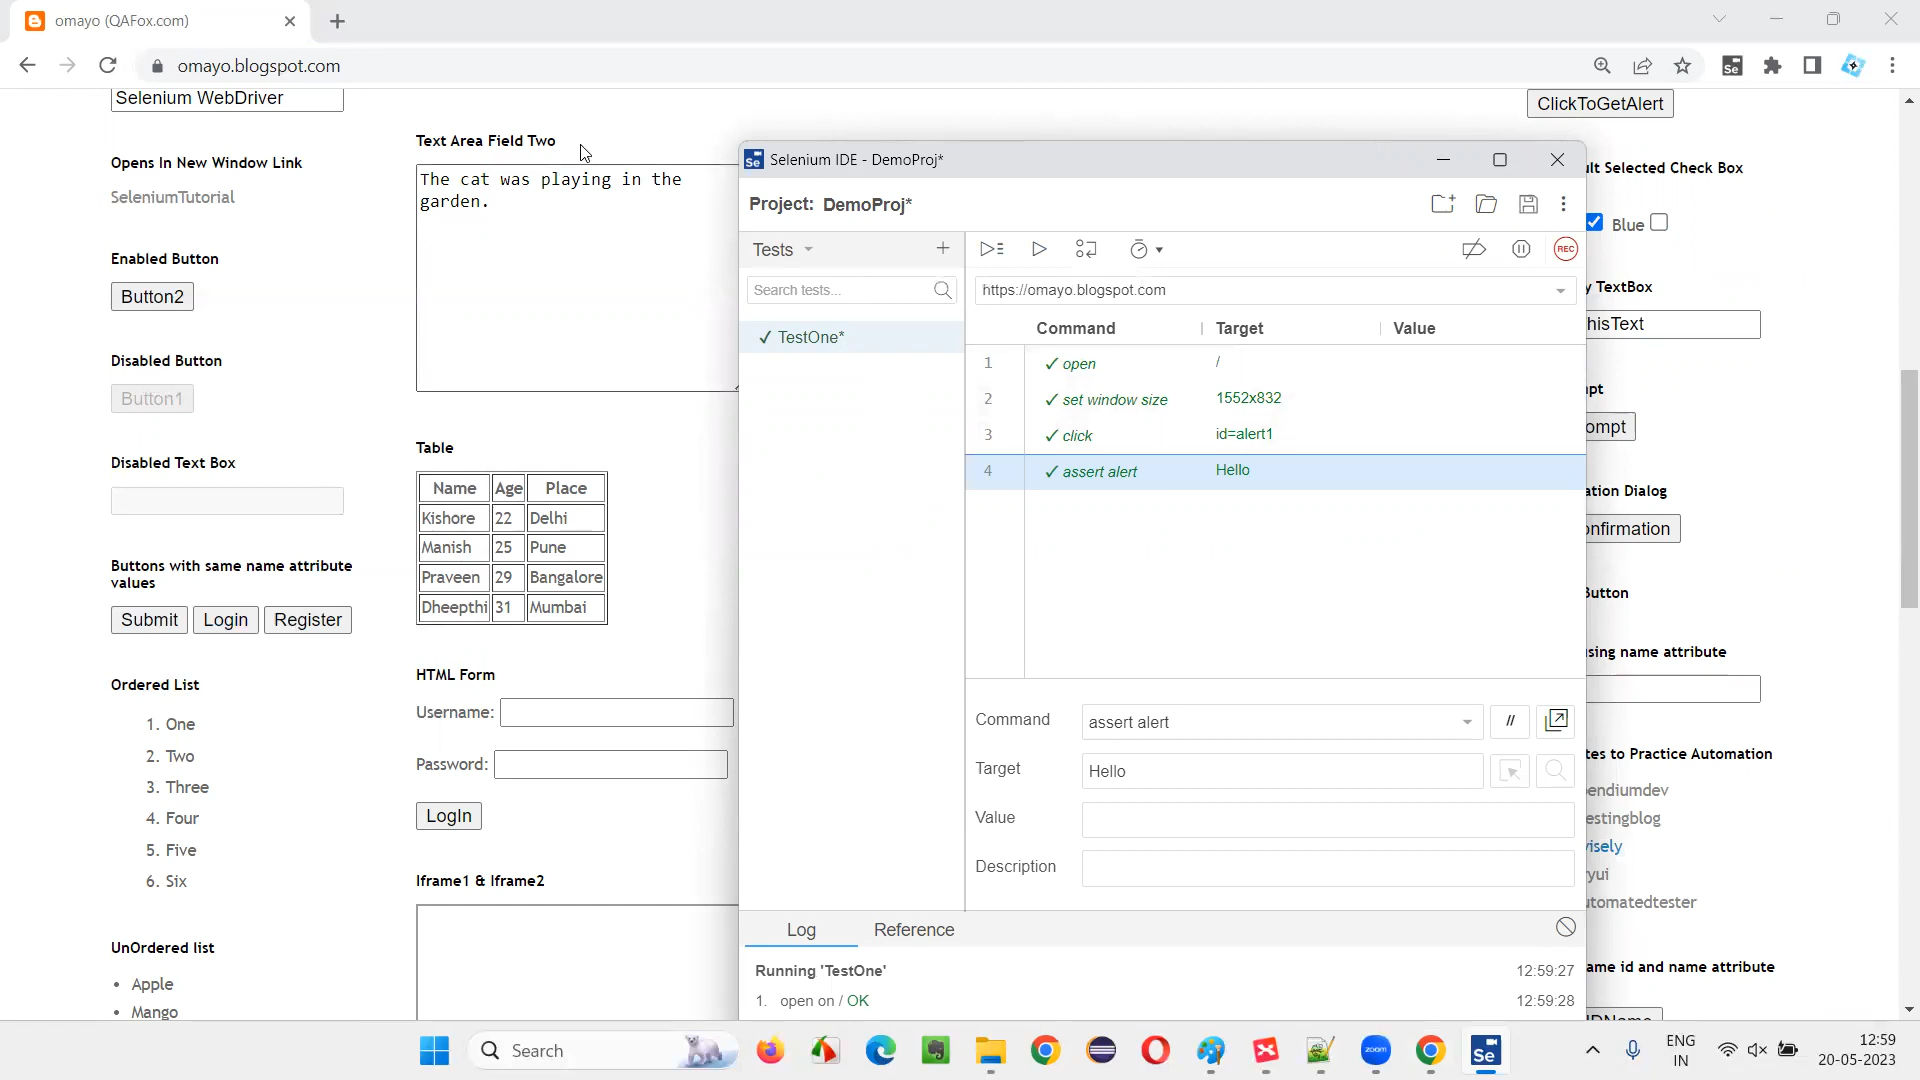 omayo (QAFox.com)
omayo.blogspot.com
Selenium WebDriver
Opens In New Window Link
SeleniumTutorial
Enabled Button
Button2
Disabled Button
Button1
Disabled Text Box
Buttons with same name attribute
values
Submit Login Register
Ordered List
1. One
2. Two
3. Three
4. Four
5. Five
6. Six
UnOrdered list
• Apple
• Mango
Text Area Field Two
The cat was playing in the
garden.
Table
Name Age Place
Kishore 22 Delhi
Manish 25 Pune
Praveen 29 Bangalore
Dheepthi 31 Mumbai
HTML Form
Username:
Password:
LogIn
Iframe1 & Iframe2
Se Selenium IDE - DemoProj*
Project: DemoProj*
Tests
REC
Search tests...
https://omayo.blogspot.com
✓ TestOne*
Command Target Value
1 ✓ open /
2 ✓ set window size 1552x832
3 ✓ click id=alert1
4 ✓ assert alert Hello
Command assert alert //
Target Hello
Value
Description
Log Reference
Running 'TestOne' 12:59:27
1. open on / OK 12:59:28
ClickToGetAlert
ult Selected Check Box
Blue
y TextBox
hisText
pt
ompt
ation Dialog
onfirmation
Button
sing name attribute
tes to Practice Automation
endiumdev
estingblog
isely
yui
utomatedtester
ame id and name attribute
IDName
Search
zoom
Se
ENG
IN
12:59
20-05-2023